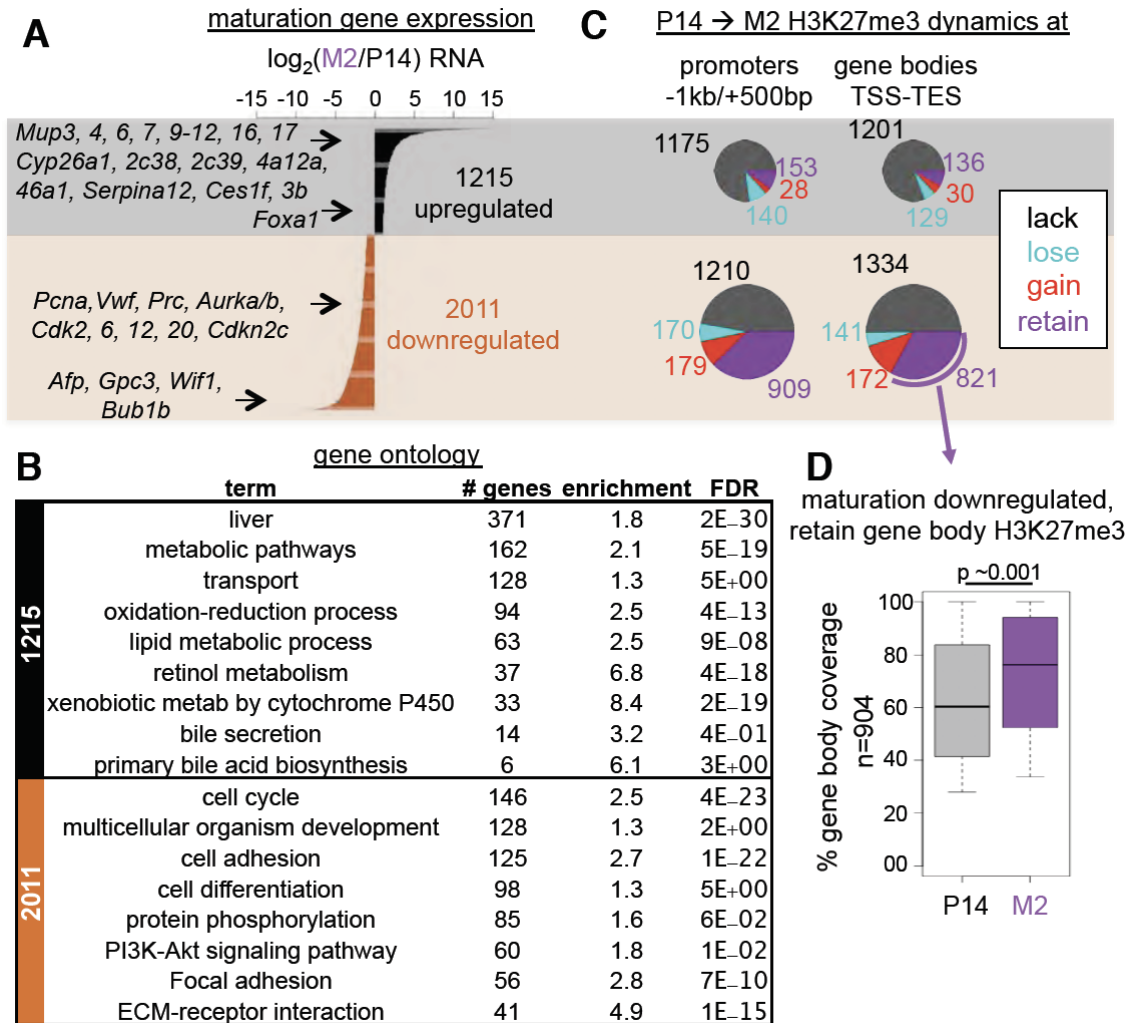 A
maturation gene expression
log2(M2/P14) RNA
-15 -10 -5 0 5 10 15
Mup3, 4, 6, 7, 9-12, 16, 17
Cyp26a1, 2c38, 2c39, 4a12a,
46a1, Serpina12, Ces1f, 3b
Foxa1
1215
upregulated
Pcna,Vwf, Prc, Aurka/b,
Cdk2, 6, 12, 20, Cdkn2c
2011
downregulated
Afp, Gpc3, Wif1,
Bub1b
C
P14 → M2 H3K27me3 dynamics at
promoters
-1kb/+500bp
gene bodies
TSS-TES
1175
153
28
140
1201
136
30
129
1210
170
179
909
1334
141
172
821
lack
lose
gain
retain
B
gene ontology
term # genes enrichment FDR
1215
liver 371 1.8 2E-30
metabolic pathways 162 2.1 5E-19
transport 128 1.3 5E+00
oxidation-reduction process 94 2.5 4E-13
lipid metabolic process 63 2.5 9E-08
retinol metabolism 37 6.8 4E-18
xenobiotic metab by cytochrome P450 33 8.4 2E-19
bile secretion 14 3.2 4E-01
primary bile acid biosynthesis 6 6.1 3E+00
2011
cell cycle 146 2.5 4E-23
multicellular organism development 128 1.3 2E+00
cell adhesion 125 2.7 1E-22
cell differentiation 98 1.3 5E+00
protein phosphorylation 85 1.6 6E-02
PI3K-Akt signaling pathway 60 1.8 1E-02
Focal adhesion 56 2.8 7E-10
ECM-receptor interaction 41 4.9 1E-15
D
maturation downregulated,
retain gene body H3K27me3
p ~0.001
% gene body coverage
n=904
100
80
60
40
20
00
P14 M2